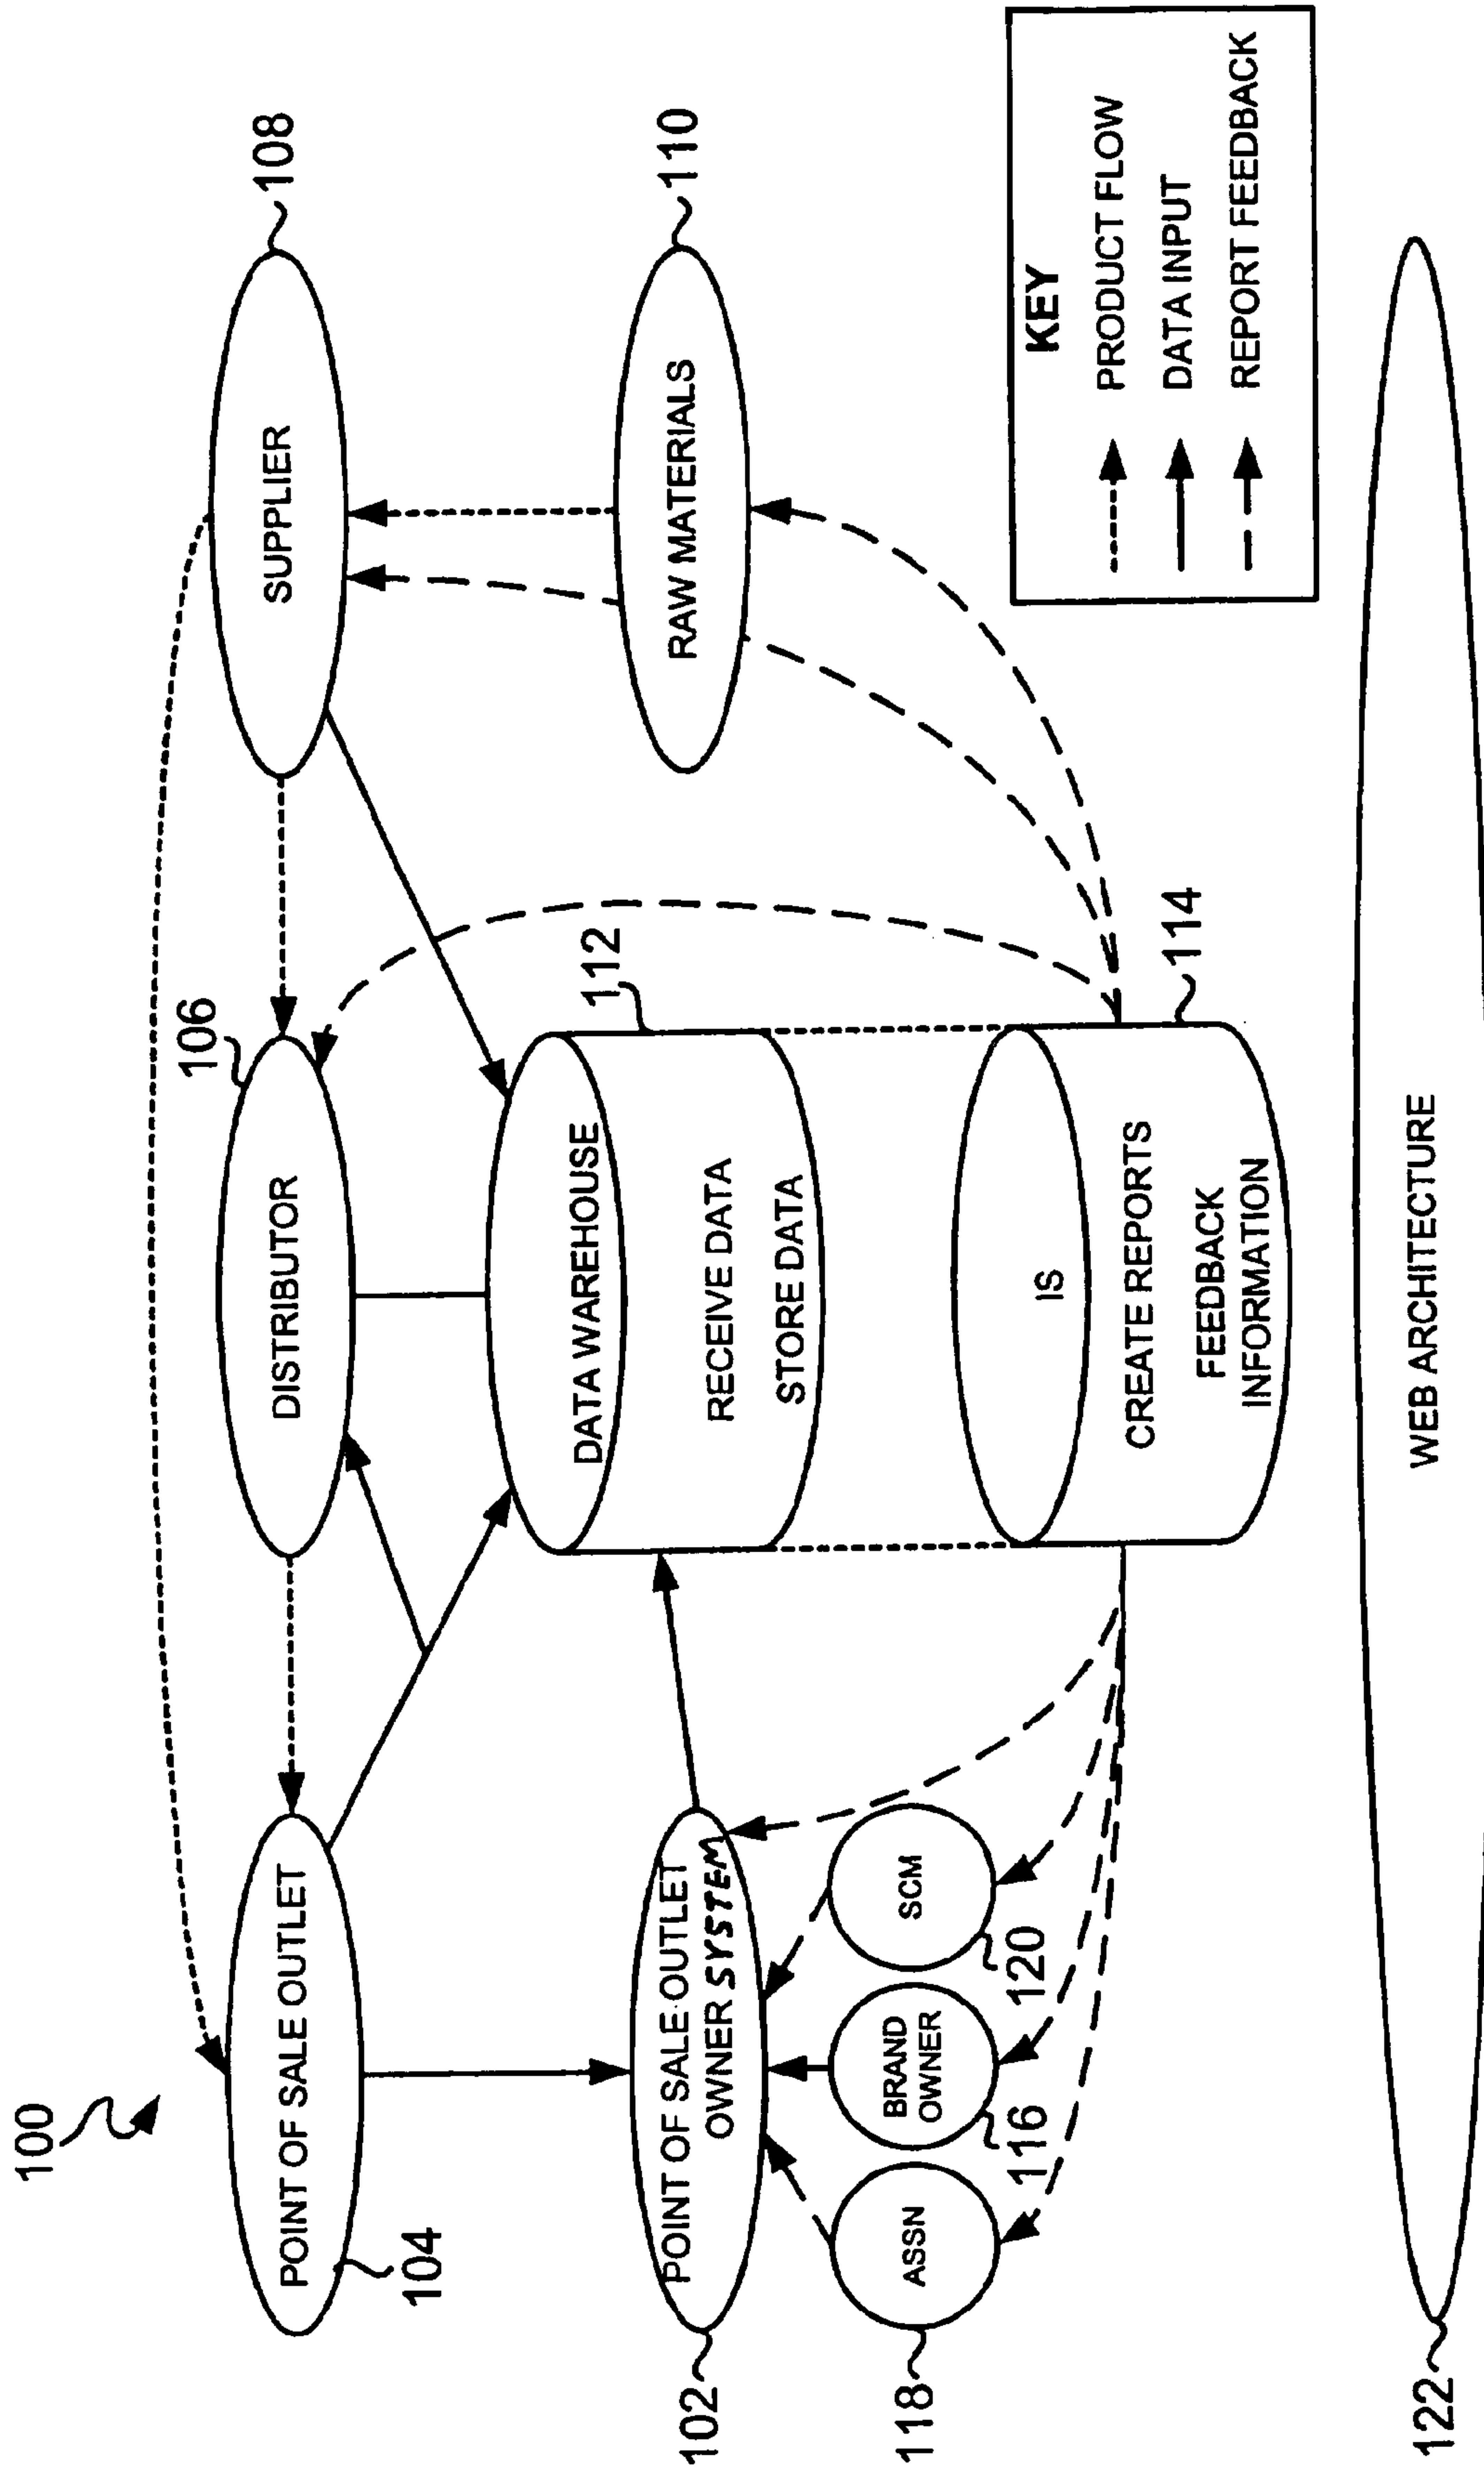 100
108
106
SUPPLIER
DISTRIBUTOR
POINT OF SALE OUTLET
104
110
112
DATA WAREHOUSE
RAW MATERIALS
POINT OF SALE OUTLET
OWNER SYSTEM
102
RECEIVE DATA
STORE DATA
SCM
120
BRAND
OWNER
116
ASSN
118
IS
CREATE REPORTS
FEEDBACK
INFORMATION
114
KEY
PRODUCT FLOW
DATA INPUT
REPORT FEEDBACK
WEB ARCHITECTURE
122